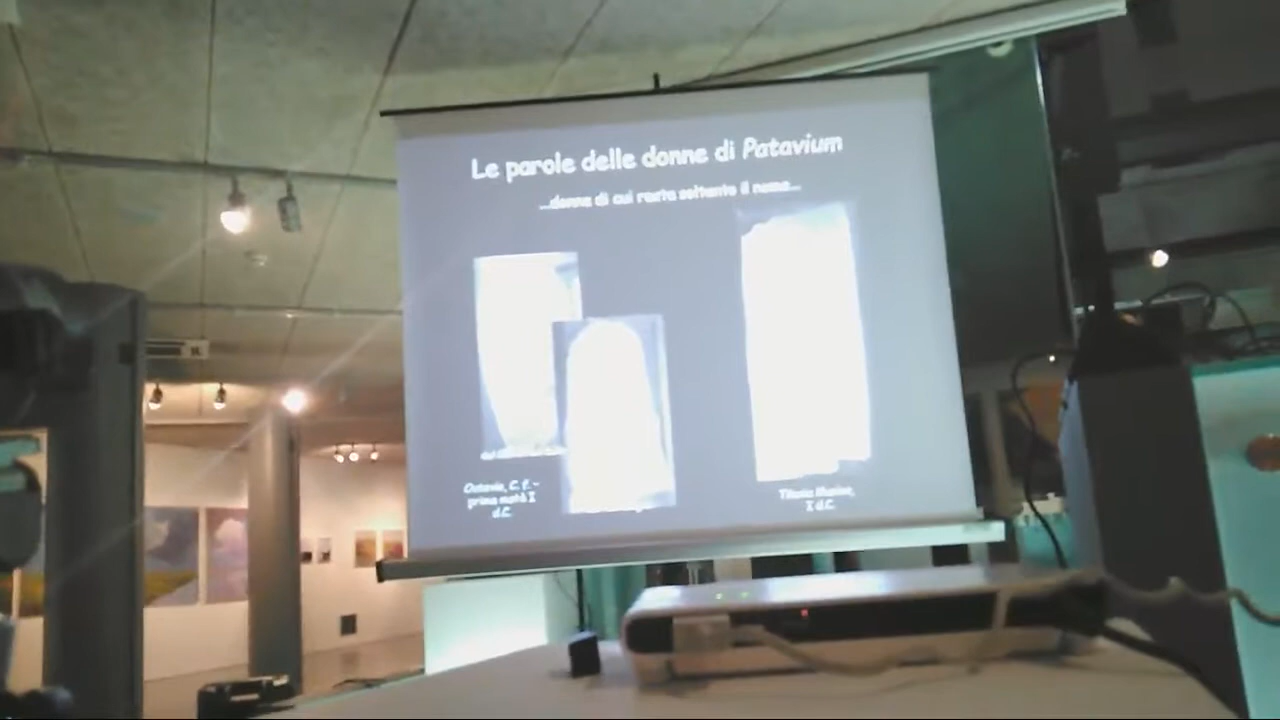 Le parole delle donne di Patavium
...donne di cui resta soltanto il nome...
Octavia, C. f. -
prima metà I
d.C.
I d.C.